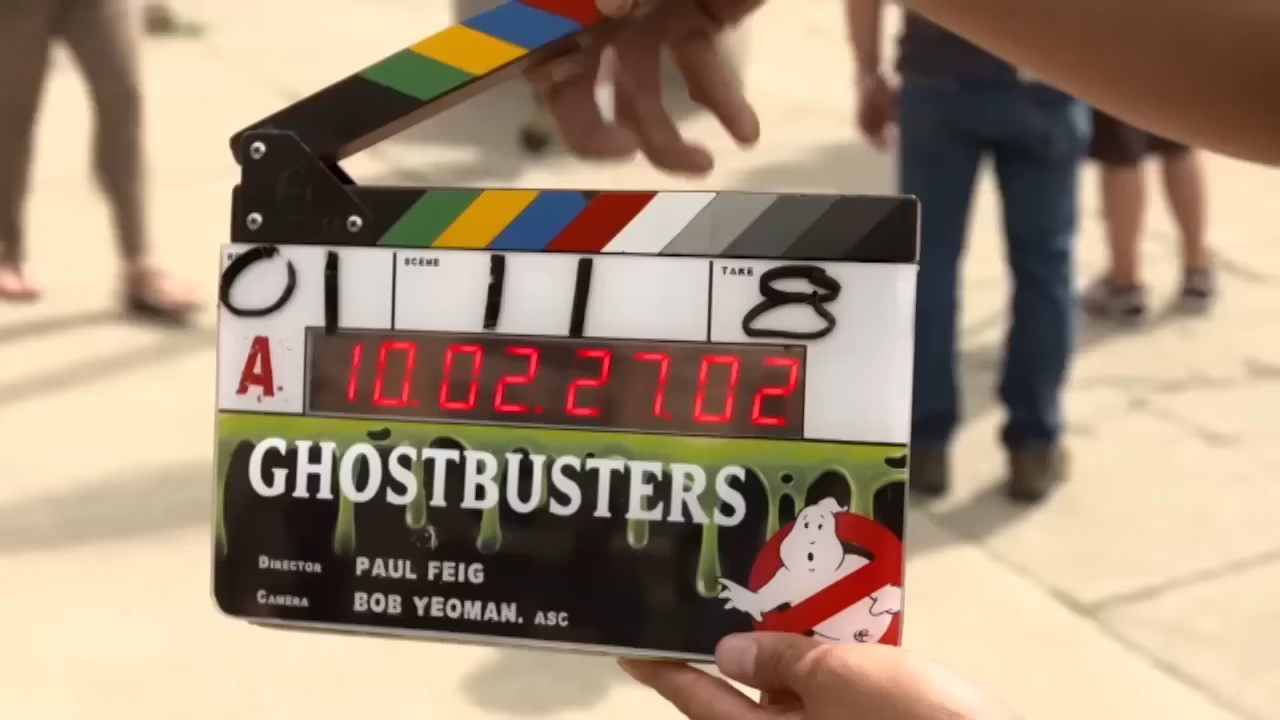 SCENE TAKE
01 11 8
A. 10.02.27.02
GHOSTBUSTERS
DIRECTOR PAUL FEIG
CAMERA BOB YEOMAN. ASC